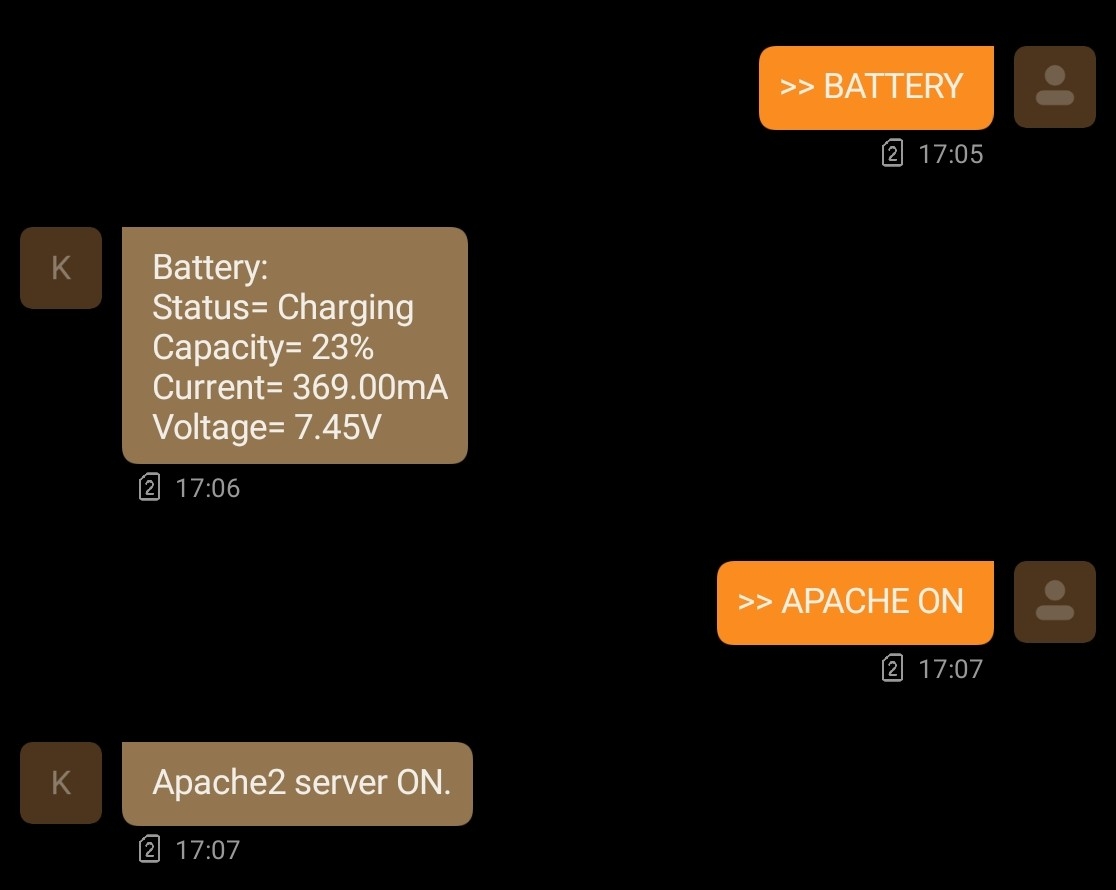 >> BATTERY
2 17:05
K
Battery:
Status= Charging
Capacity= 23%
Current= 369.00mA
Voltage= 7.45V
2 17:06
>> APACHE ON
2 17:07
K
Apache2 server ON.
2 17:07